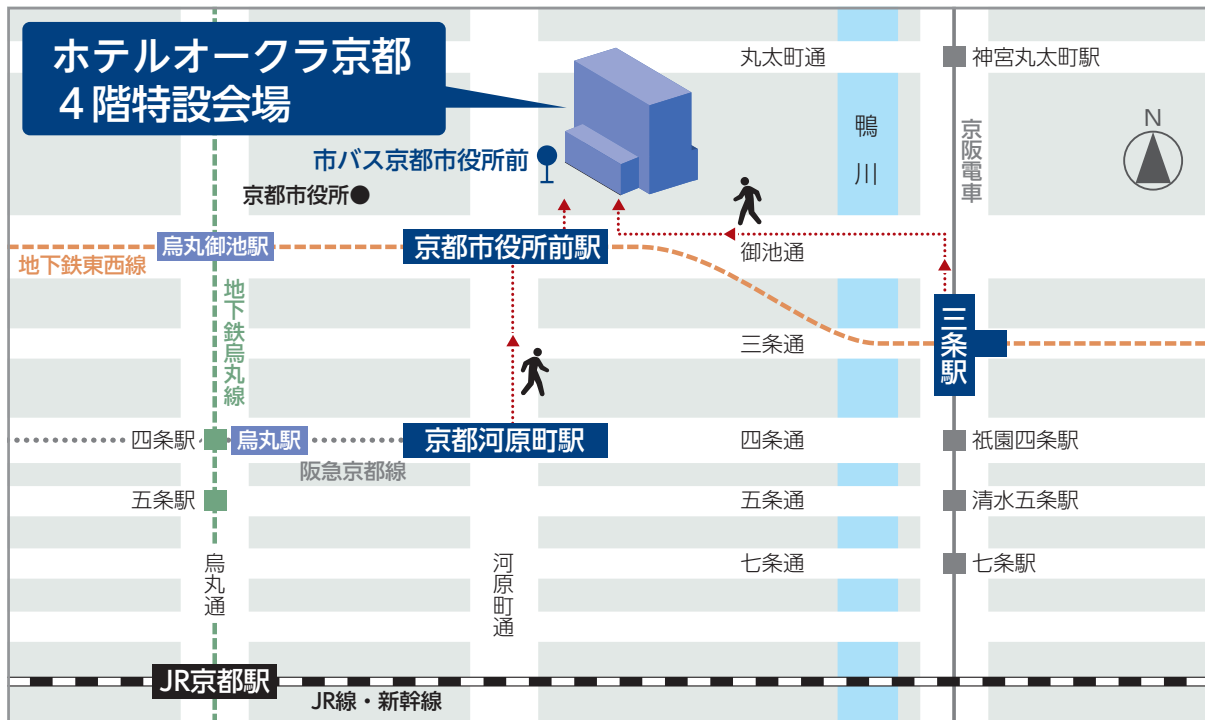 ホテルオークラ京都
4階特設会場
丸太町通
神宮丸太町駅
鴨川
京阪電車
N
市バス京都市役所前
京都市役所●
烏丸御池駅
京都市役所前駅
御池通
地下鉄東西線
地下鉄烏丸線
三条通
三条駅
四条駅
烏丸駅
京都河原町駅
四条通
祇園四条駅
阪急京都線
五条駅
五条通
清水五条駅
烏丸通
河原町通
七条通
七条駅
JR京都駅
JR線・新幹線